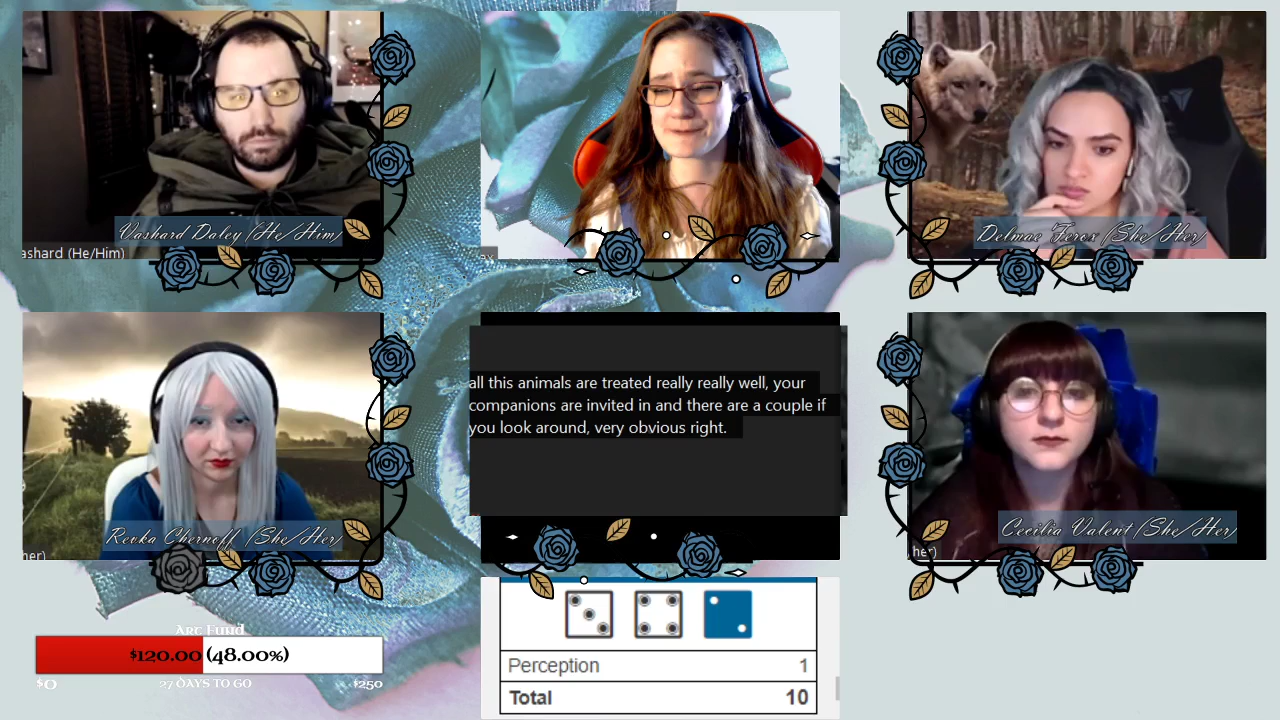 Vashard Daley (He/Him)
ashard (He/Him)
Delmae Ferox (She/Her)
all this animals are treated really really well, your
companions are invited in and there are a couple if
you look around, very obvious right.
Revka Chernoff (She/Her)
her)
Cecilia Valent (She/Her)
her)
Art Fund
$120.00 (48.00%)
$0 27 DAYS TO GO $250
Perception 1
Total 10